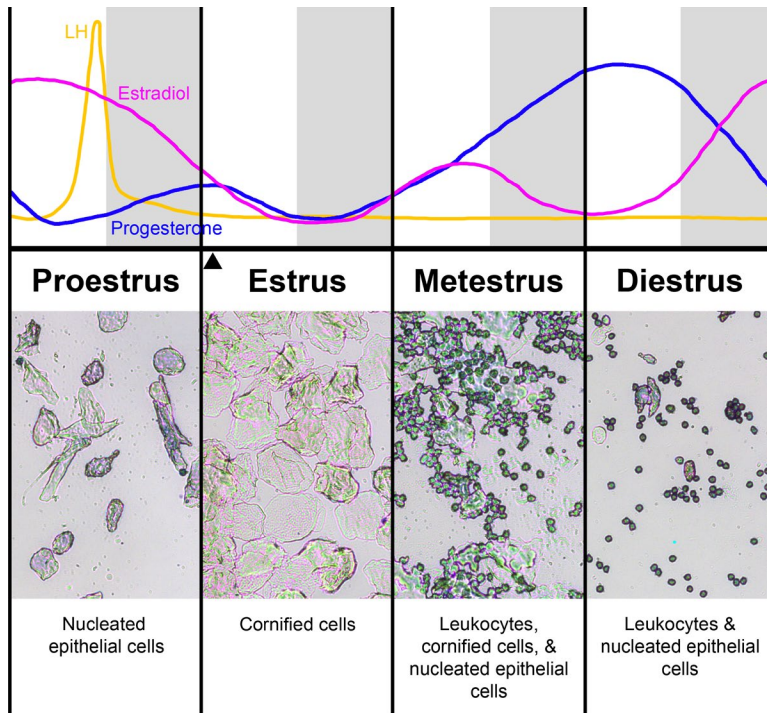 LH
Estradiol
Progesterone
Proestrus
Estrus
Metestrus
Diestrus
Nucleated
epithelial cells
Cornified cells
Leukocytes,
cornified cells, &
nucleated epithelial
cells
Leukocytes &
nucleated epithelial
cells